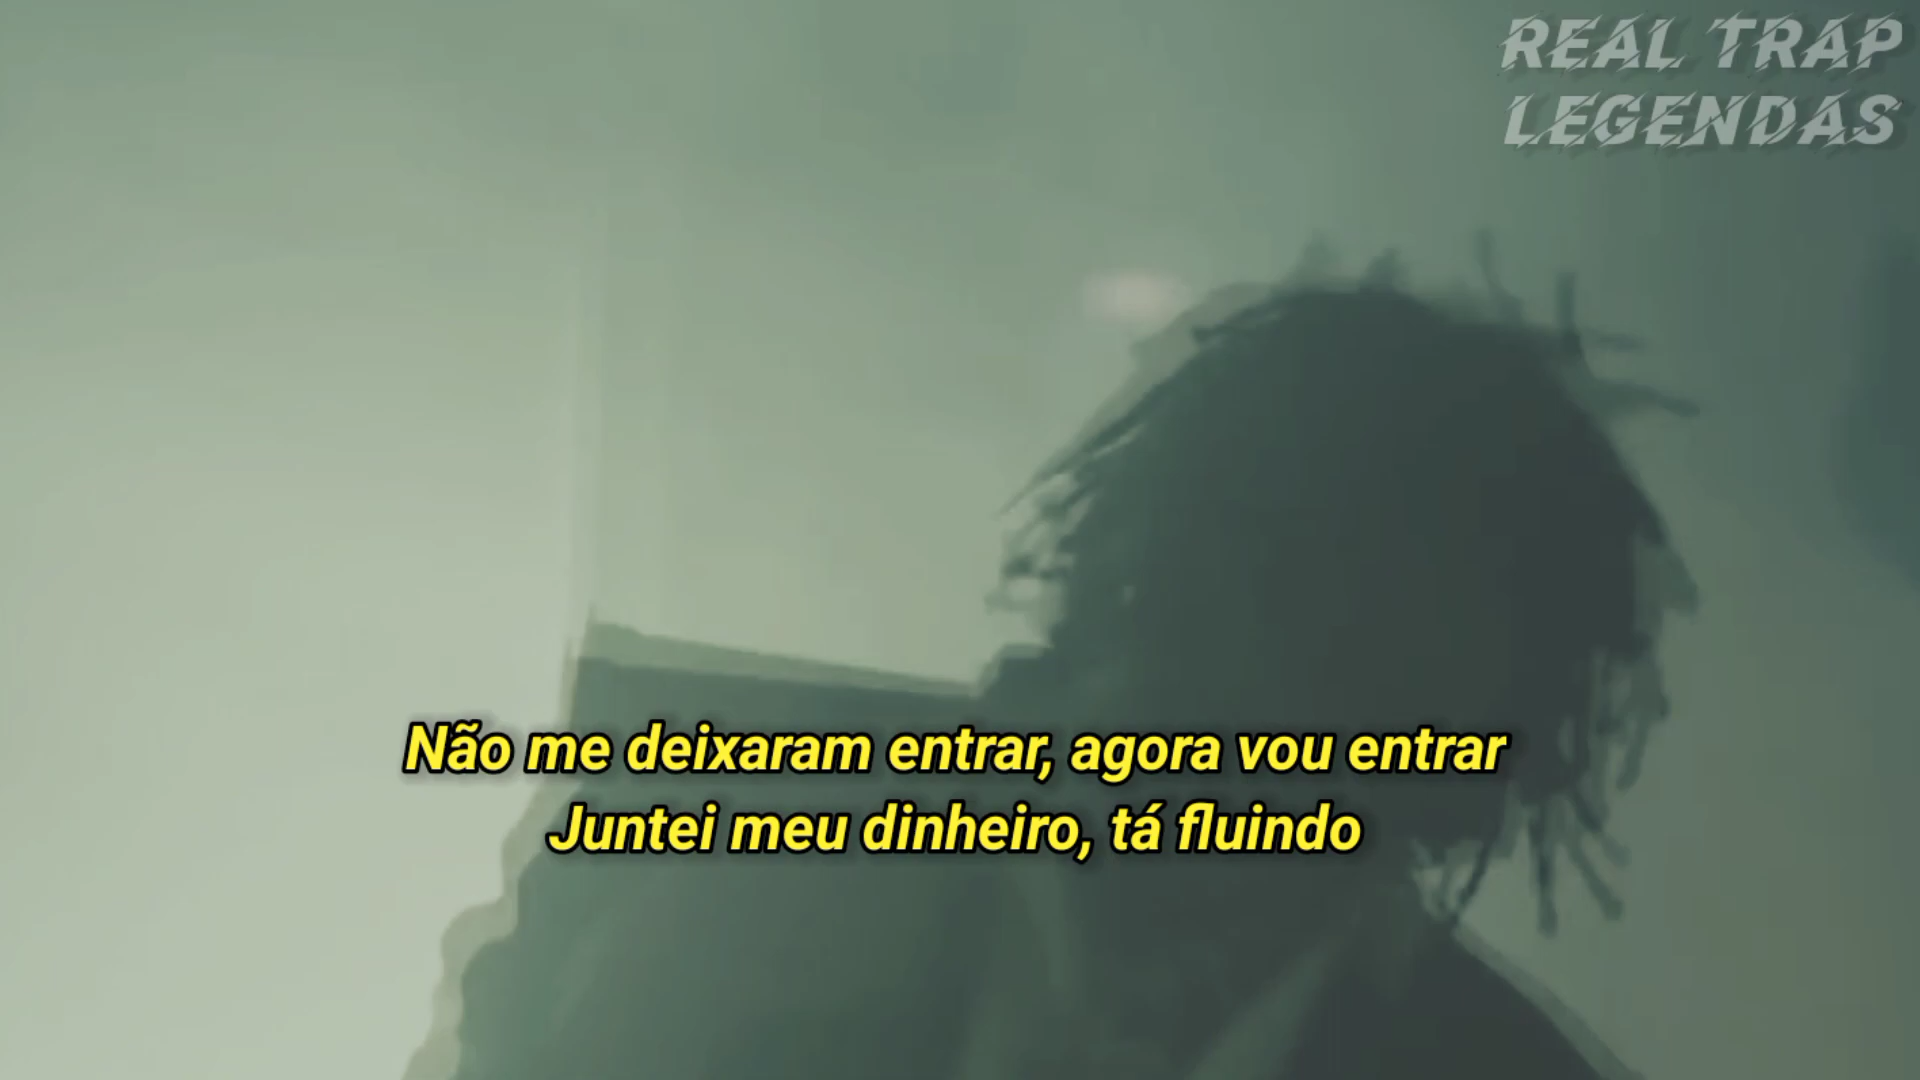 REAL TRAP
LEGENDAS
Não me deixaram entrar, agora vou entrar
Juntei meu dinheiro, tá fluindo